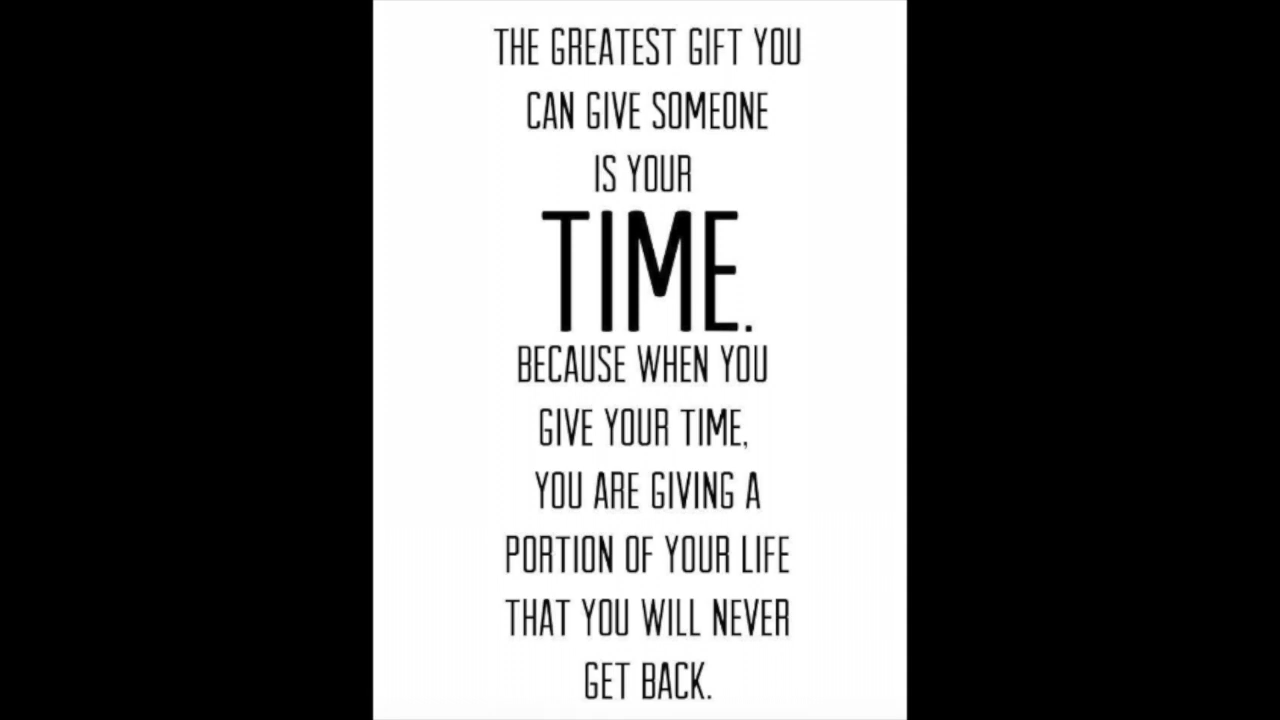 THE GREATEST GIFT YOU
CAN GIVE SOMEONE
IS YOUR
TIME.
BECAUSE WHEN YOU
GIVE YOUR TIME,
YOU ARE GIVING A
PORTION OF YOUR LIFE
THAT YOU WILL NEVER
GET BACK.